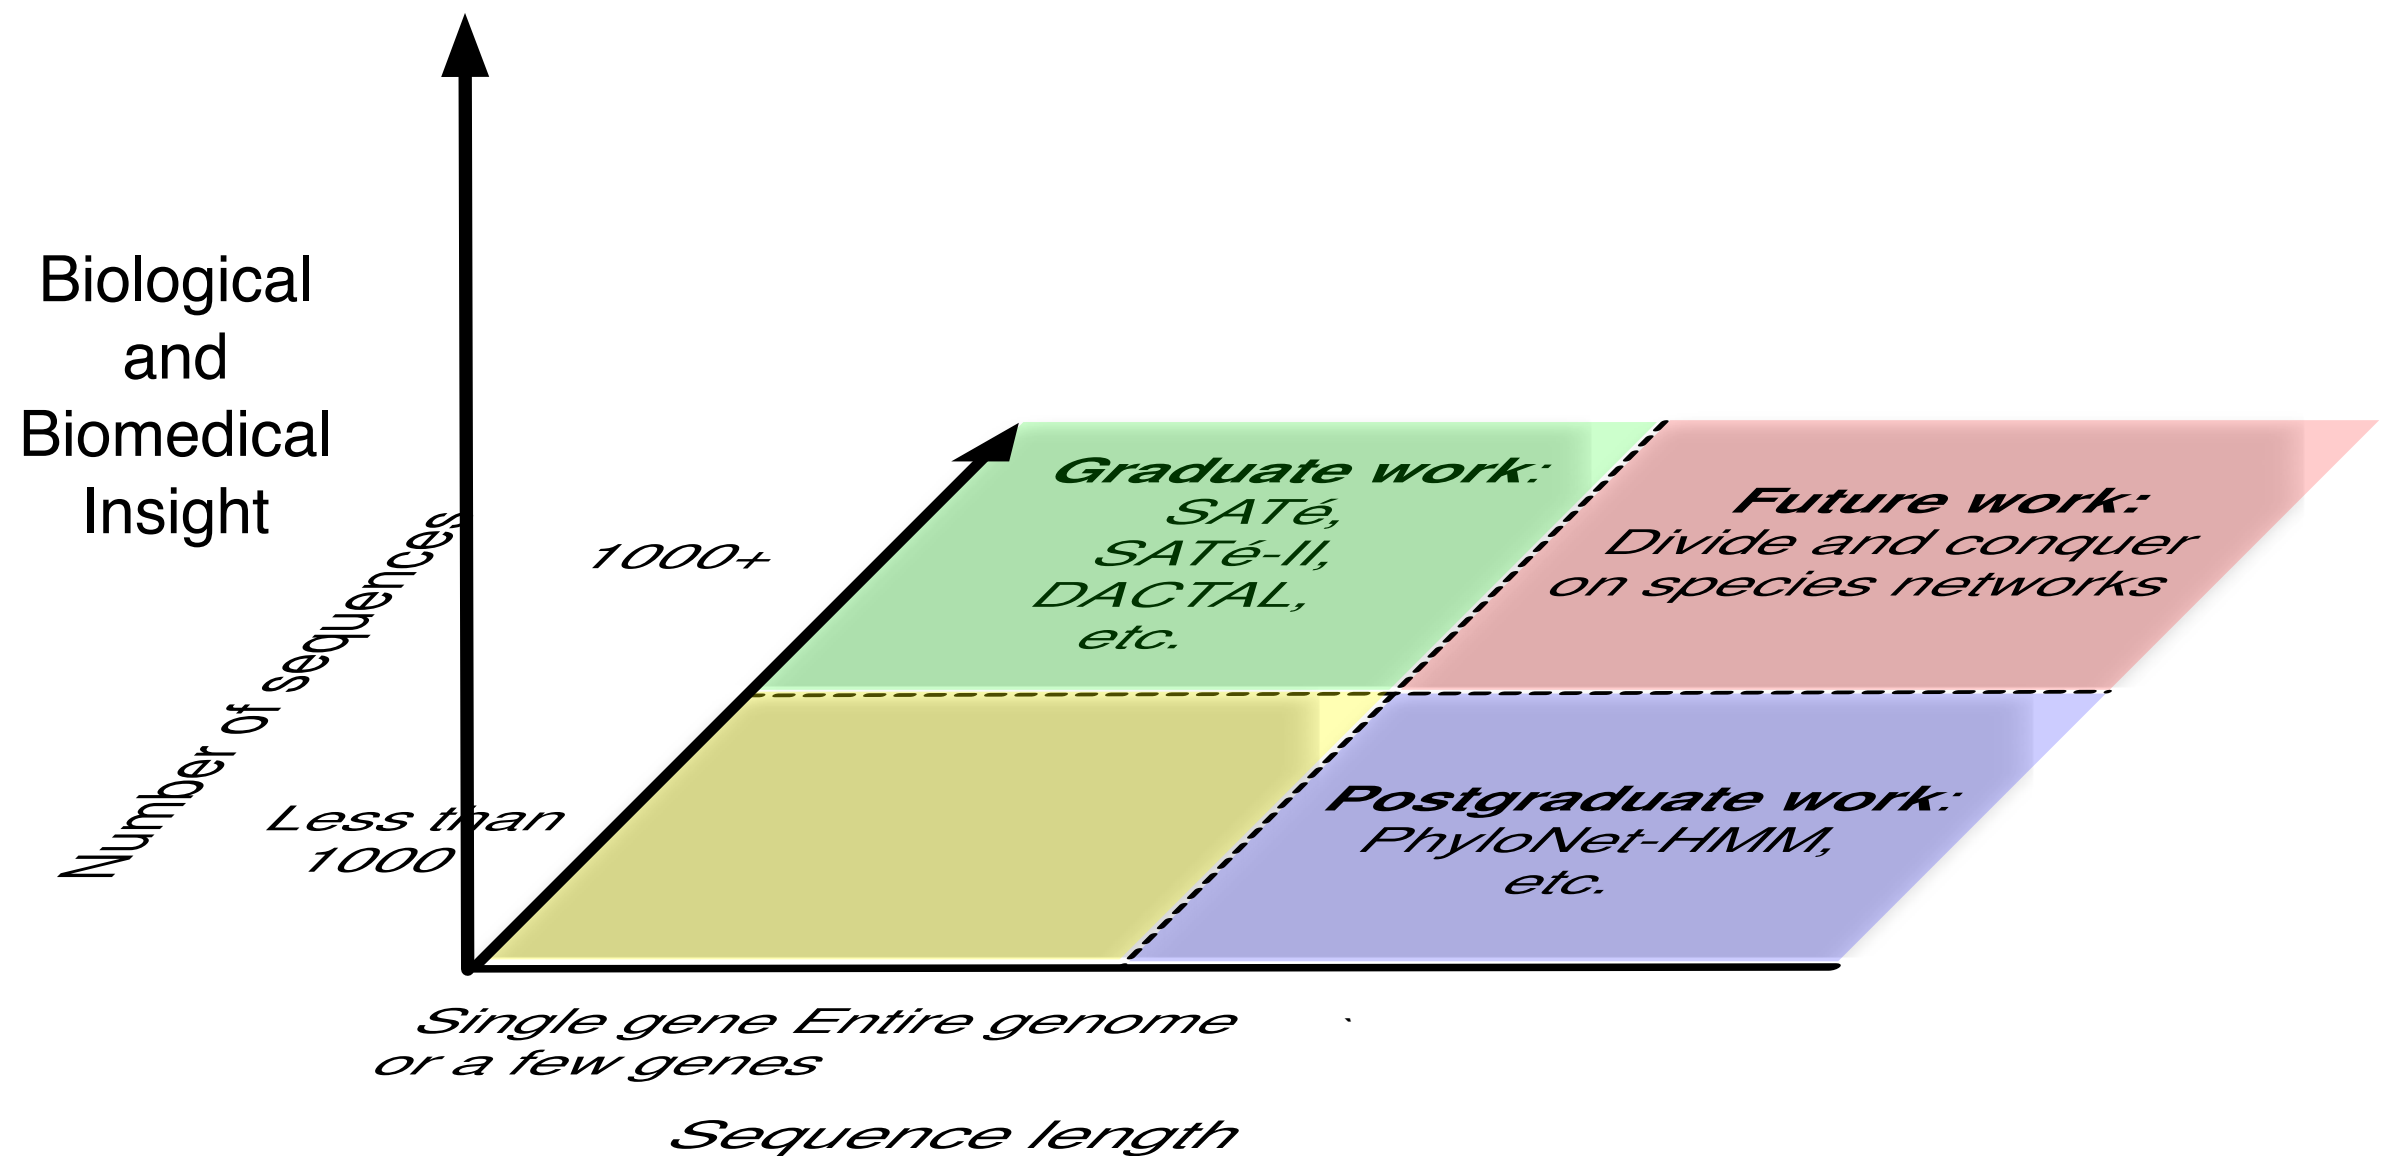 Biological
and
Biomedical
Insight
Number of sequences
1000+
Less than
1000
Graduate work:
SATé,
SATé-II,
DACTAL,
etc.
Future work:
Divide and conquer
on species networks
Postgraduate work:
PhyloNet-HMM,
etc.
Single gene Entire genome
or a few genes
Sequence length